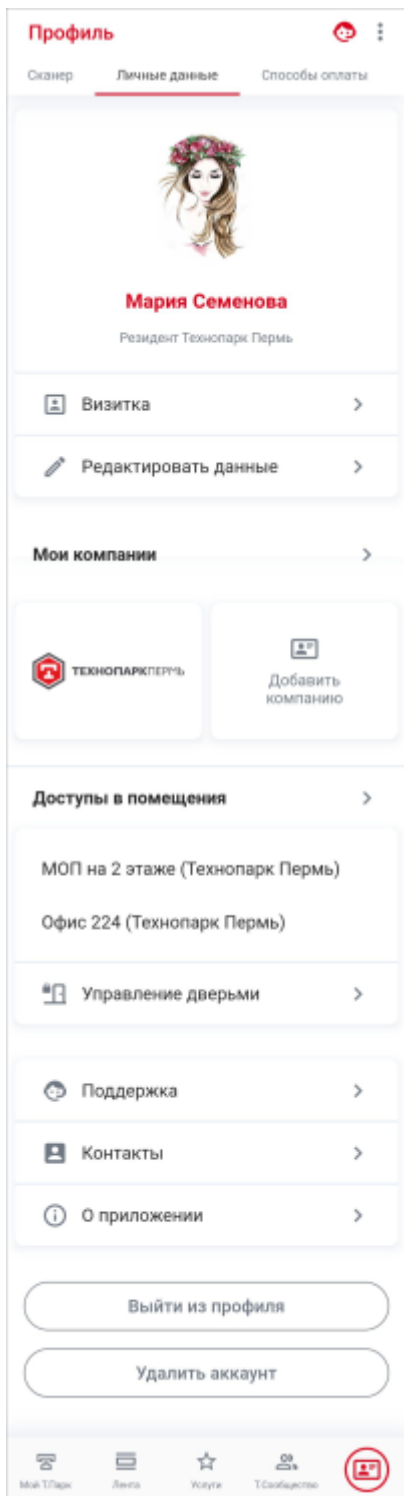 Профиль
Сканер Личные данные Способы оплаты
Мария Семенова
Резидент Технопарк Пермь
Визитка
Редактировать данные
Мои компании
ТЕХНОПАРКПЕРМЬ
Добавить
компанию
Доступы в помещения
МОП на 2 этаже (Технопарк Пермь)
Офис 224 (Технопарк Пермь)
Управление дверьми
Поддержка
Контакты
О приложении
Выйти из профиля
Удалить аккаунт
Мой Т.Парк Лента Услуги Т.Сообщество